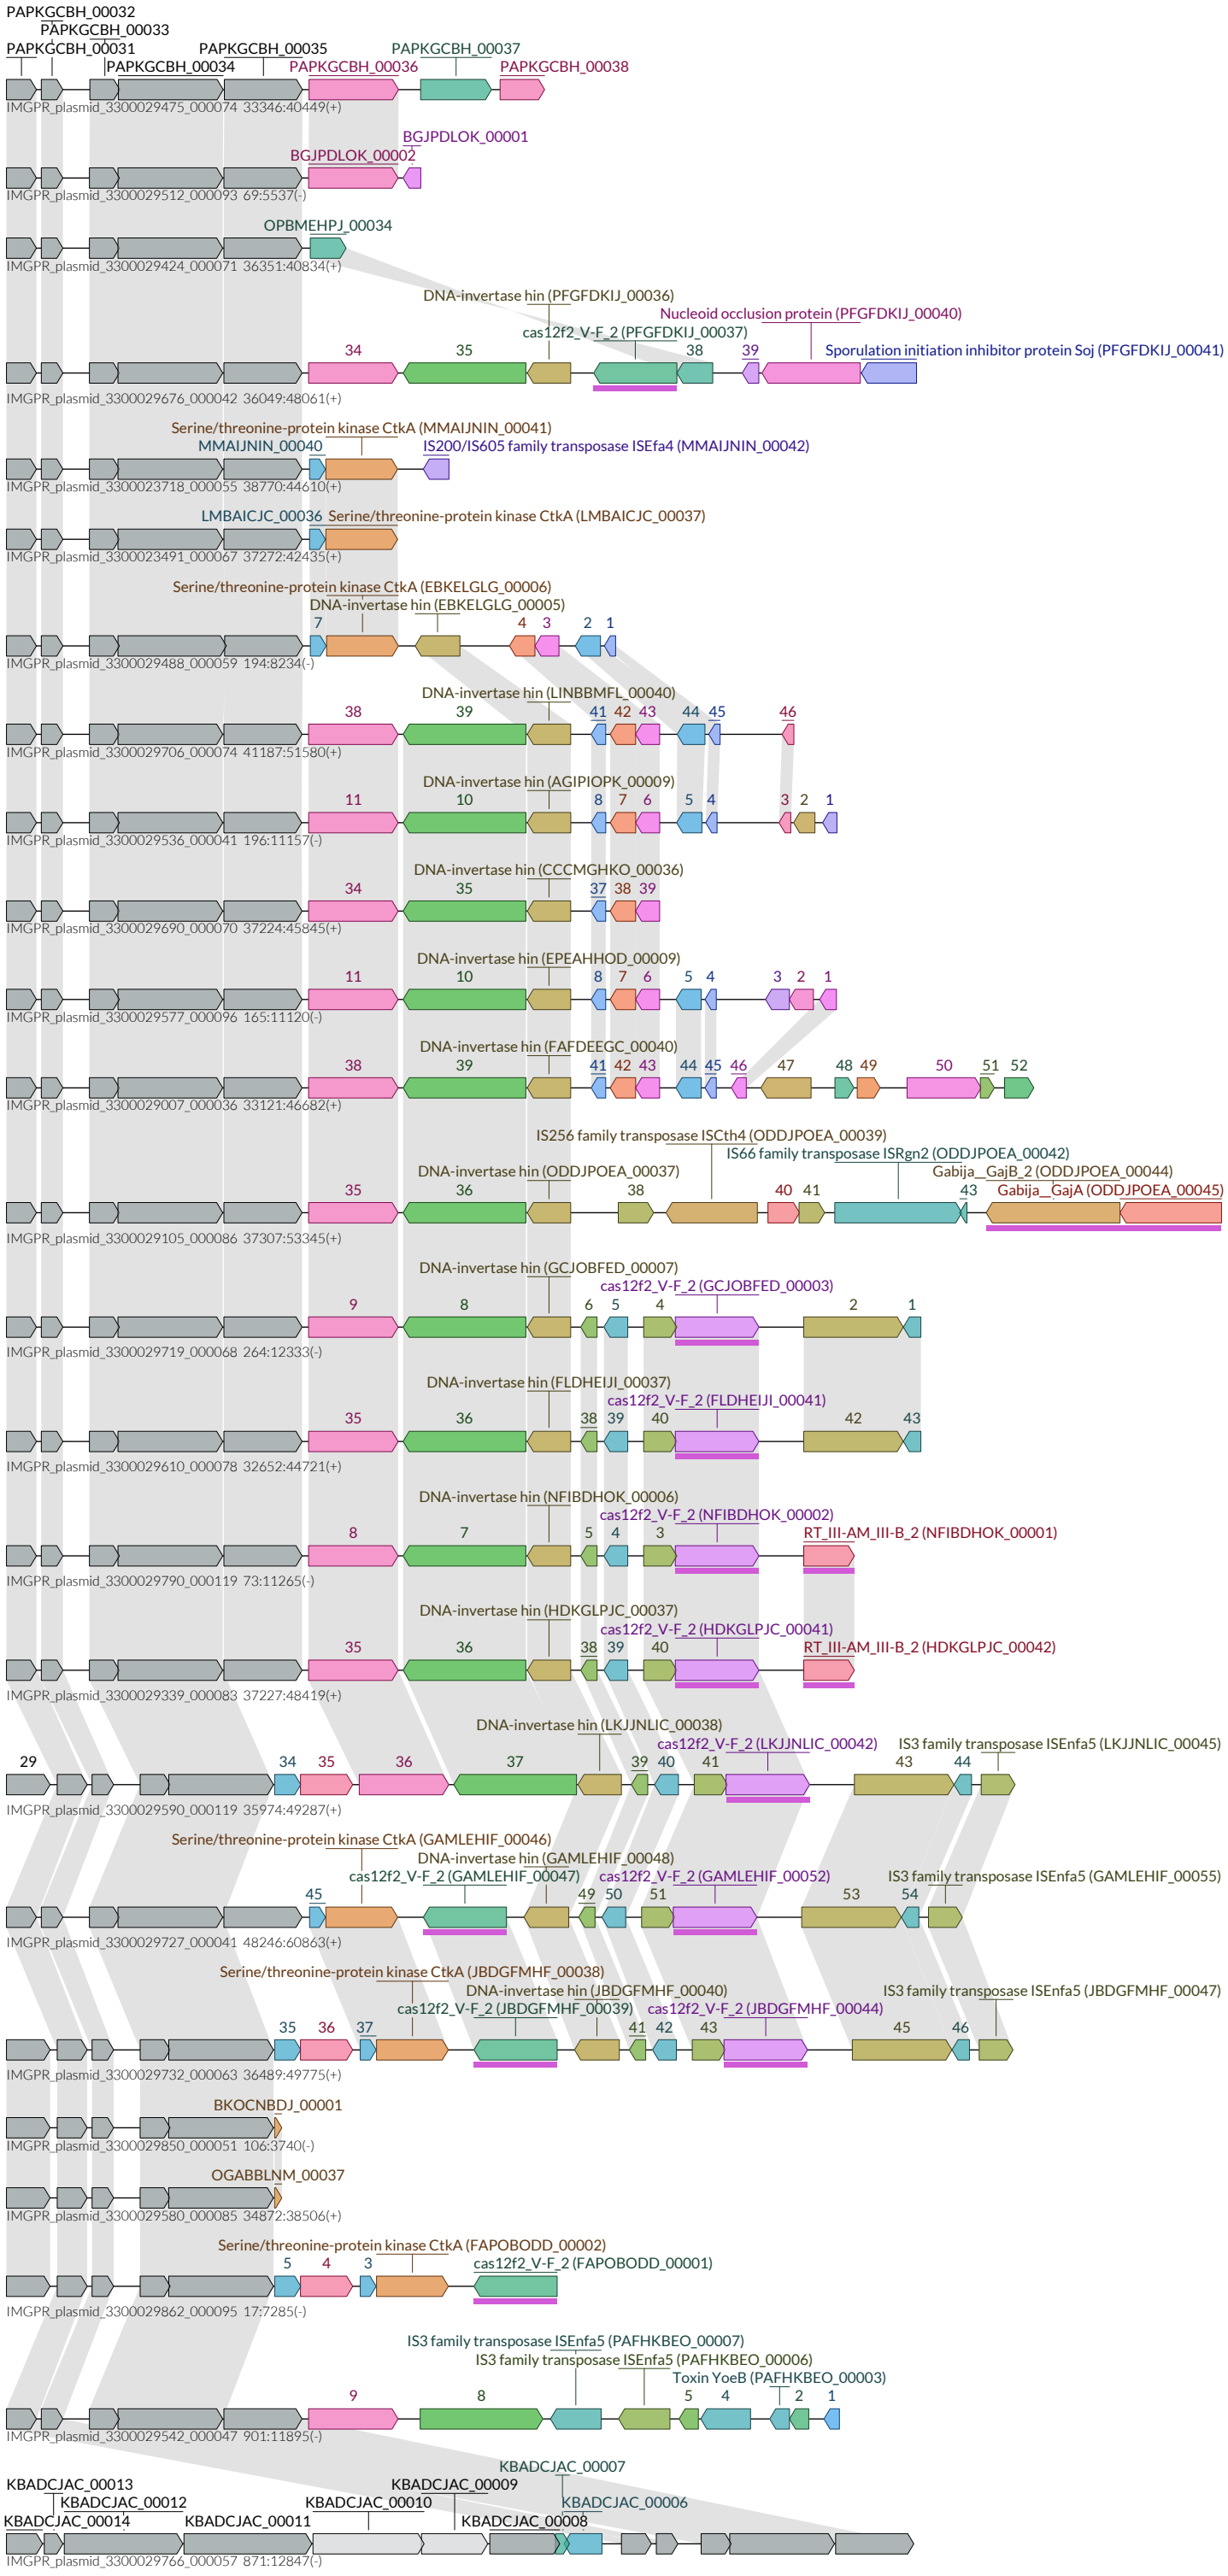 PAPKGCBH_00032
PAPKGCBH_00033
PAPKGCBH_00031 PAPKGCBH_00035 PAPKGCBH_00037
PAPKGCBH_00034 PAPKGCBH_00036 PAPKGCBH_00038
IMGPR_plasmid_3300029475_000074 33346:40449(+)
BGJPDLOK_00001
BGJPDLOK_00002
IMGPR_plasmid_3300029512_000093 69:5537(-)
OPBMEHPJ_00034
IMGPR_plasmid_3300029424_000071 36351:40834(+)
DNA-invertase hin (PFGFDKIJ_00036)
Nucleoid occlusion protein (PFGFDKIJ_00040)
cas12f2_V-F_2 (PFGFDKIJ_00037)
34 35 38 39 Sporulation initiation inhibitor protein Soj (PFGFDKIJ_00041)
IMGPR_plasmid_3300029676_000042 36049:48061(+)
Serine/threonine-protein kinase CtkA (MMAIJNIN_00041)
MMAIJNIN_00040 IS200/IS605 family transposase ISEfa4 (MMAIJNIN_00042)
IMGPR_plasmid_3300023718_000055 38770:44610(+)
LMBAICJC_00036 Serine/threonine-protein kinase CtkA (LMBAICJC_00037)
IMGPR_plasmid_3300023491_000067 37272:42435(+)
Serine/threonine-protein kinase CtkA (EBKELGLG_00006)
DNA-invertase hin (EBKELGLG_00005)
7 4 3 2 1
IMGPR_plasmid_3300029488_000059 194:8234(-)
DNA-invertase hin (LINBBMFL_00040)
38 39 41 42 43 44 45 46
IMGPR_plasmid_3300029706_000074 41187:51580(+)
DNA-invertase hin (AGIPIOPK_00009)
11 10 8 7 6 5 4 3 2 1
IMGPR_plasmid_3300029536_000041 196:11157(-)
DNA-invertase hin (CCCMGHKO_00036)
34 35 37 38 39
IMGPR_plasmid_3300029690_000070 37224:45845(+)
DNA-invertase hin (EPEAHHOD_00009)
11 10 8 7 6 5 4 3 2 1
IMGPR_plasmid_3300029577_000096 165:11120(-)
DNA-invertase hin (FAFDEEGC_00040)
38 39 41 42 43 44 45 46 47 48 49 50 51 52
IMGPR_plasmid_3300029007_000036 33121:46682(+)
IS256 family transposase ISCth4 (ODDJPOEA_00039)
IS66 family transposase ISRgn2 (ODDJPOEA_00042)
DNA-invertase hin (ODDJPOEA_00037) Gabija__GajB_2 (ODDJPOEA_00044)
35 36 38 40 41 43 Gabija__GajA (ODDJPOEA_00045)
IMGPR_plasmid_3300029105_000086 37307:53345(+)
DNA-invertase hin (GCJOBFED_00007)
cas12f2_V-F_2 (GCJOBFED_00003)
9 8 6 5 4 2 1
IMGPR_plasmid_3300029719_000068 264:12333(-)
DNA-invertase hin (FLDHEIJI_00037)
cas12f2_V-F_2 (FLDHEIJI_00041)
35 36 38 39 40 42 43
IMGPR_plasmid_3300029610_000078 32652:44721(+)
DNA-invertase hin (NFIBDHOK_00006)
cas12f2_V-F_2 (NFIBDHOK_00002)
8 7 5 4 3 RT_III-AM_III-B_2 (NFIBDHOK_00001)
IMGPR_plasmid_3300029790_000119 73:11265(-)
DNA-invertase hin (HDKGLPJC_00037)
cas12f2_V-F_2 (HDKGLPJC_00041)
35 36 38 39 40 RT_III-AM_III-B_2 (HDKGLPJC_00042)
IMGPR_plasmid_3300029339_000083 37227:48419(+)
DNA-invertase hin (LKJJNLIC_00038)
cas12f2_V-F_2 (LKJJNLIC_00042) IS3 family transposase ISEnfa5 (LKJJNLIC_00045)
29 34 35 36 37 39 40 41 43 44
IMGPR_plasmid_3300029590_000119 35974:49287(+)
Serine/threonine-protein kinase CtkA (GAMLEHIF_00046)
DNA-invertase hin (GAMLEHIF_00048)
cas12f2_V-F_2 (GAMLEHIF_00047) cas12f2_V-F_2 (GAMLEHIF_00052) IS3 family transposase ISEnfa5 (GAMLEHIF_00055)
45 49 50 51 53 54
IMGPR_plasmid_3300029727_000041 48246:60863(+)
Serine/threonine-protein kinase CtkA (JBDGFMHF_00038)
DNA-invertase hin (JBDGFMHF_00040) IS3 family transposase ISEnfa5 (JBDGFMHF_00047)
cas12f2_V-F_2 (JBDGFMHF_00039) cas12f2_V-F_2 (JBDGFMHF_00044)
35 36 37 41 42 43 45 46
IMGPR_plasmid_3300029732_000063 36489:49775(+)
BKOCNBDJ_00001
IMGPR_plasmid_3300029850_000051 106:3740(-)
OGABBLNM_00037
IMGPR_plasmid_3300029580_000085 34872:38506(+)
Serine/threonine-protein kinase CtkA (FAPOBODD_00002)
5 4 3 cas12f2_V-F_2 (FAPOBODD_00001)
IMGPR_plasmid_3300029862_000095 17:7285(-)
IS3 family transposase ISEnfa5 (PAFHKBEO_00007)
IS3 family transposase ISEnfa5 (PAFHKBEO_00006)
Toxin YoeB (PAFHKBEO_00003)
9 8 5 4 2 1
IMGPR_plasmid_3300029542_000047 901:11895(-)
KBADCJAC_00007
KBADCJAC_00013 KBADCJAC_00009
KBADCJAC_00012 KBADCJAC_00010 KBADCJAC_00006
KBADCJAC_00014 KBADCJAC_00011 KBADCJAC_00008
IMGPR_plasmid_3300029766_000057 871:12847(-)